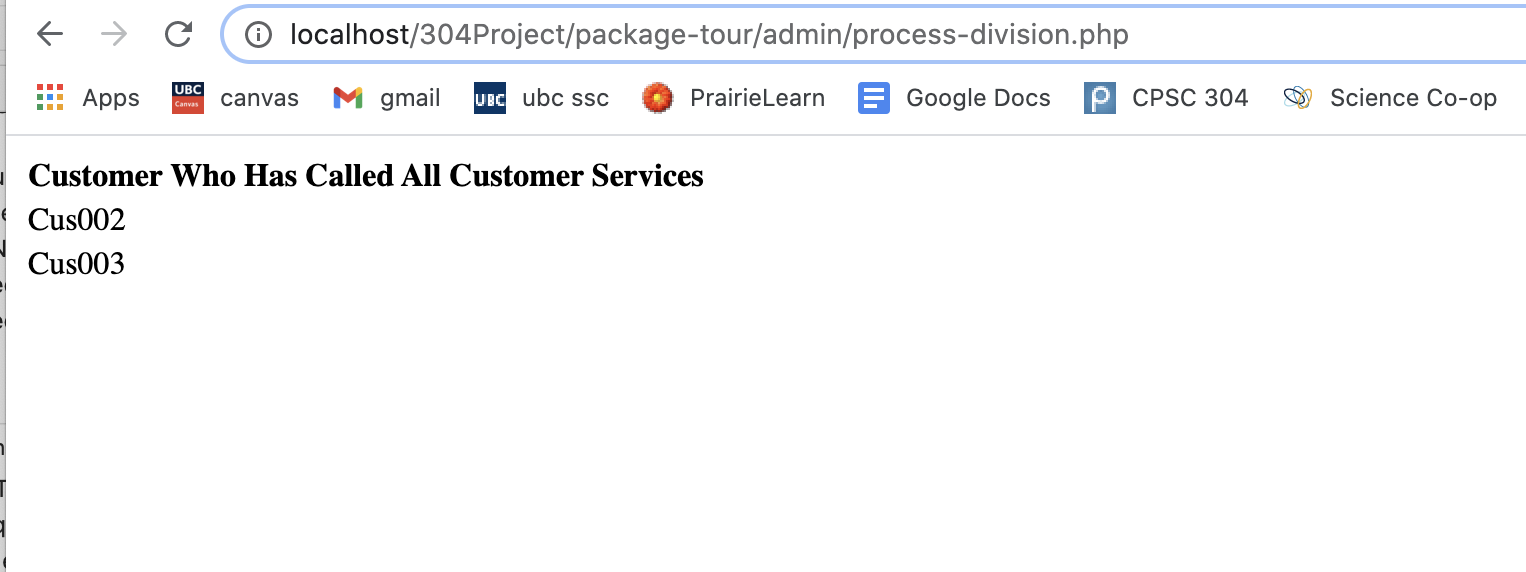 localhost/304Project/package-tour/admin/process-division.php
Apps UBC Canvas canvas gmail UBC ubc ssc PrairieLearn Google Docs CPSC 304 Science Co-op
Customer Who Has Called All Customer Services
Cus002
Cus003